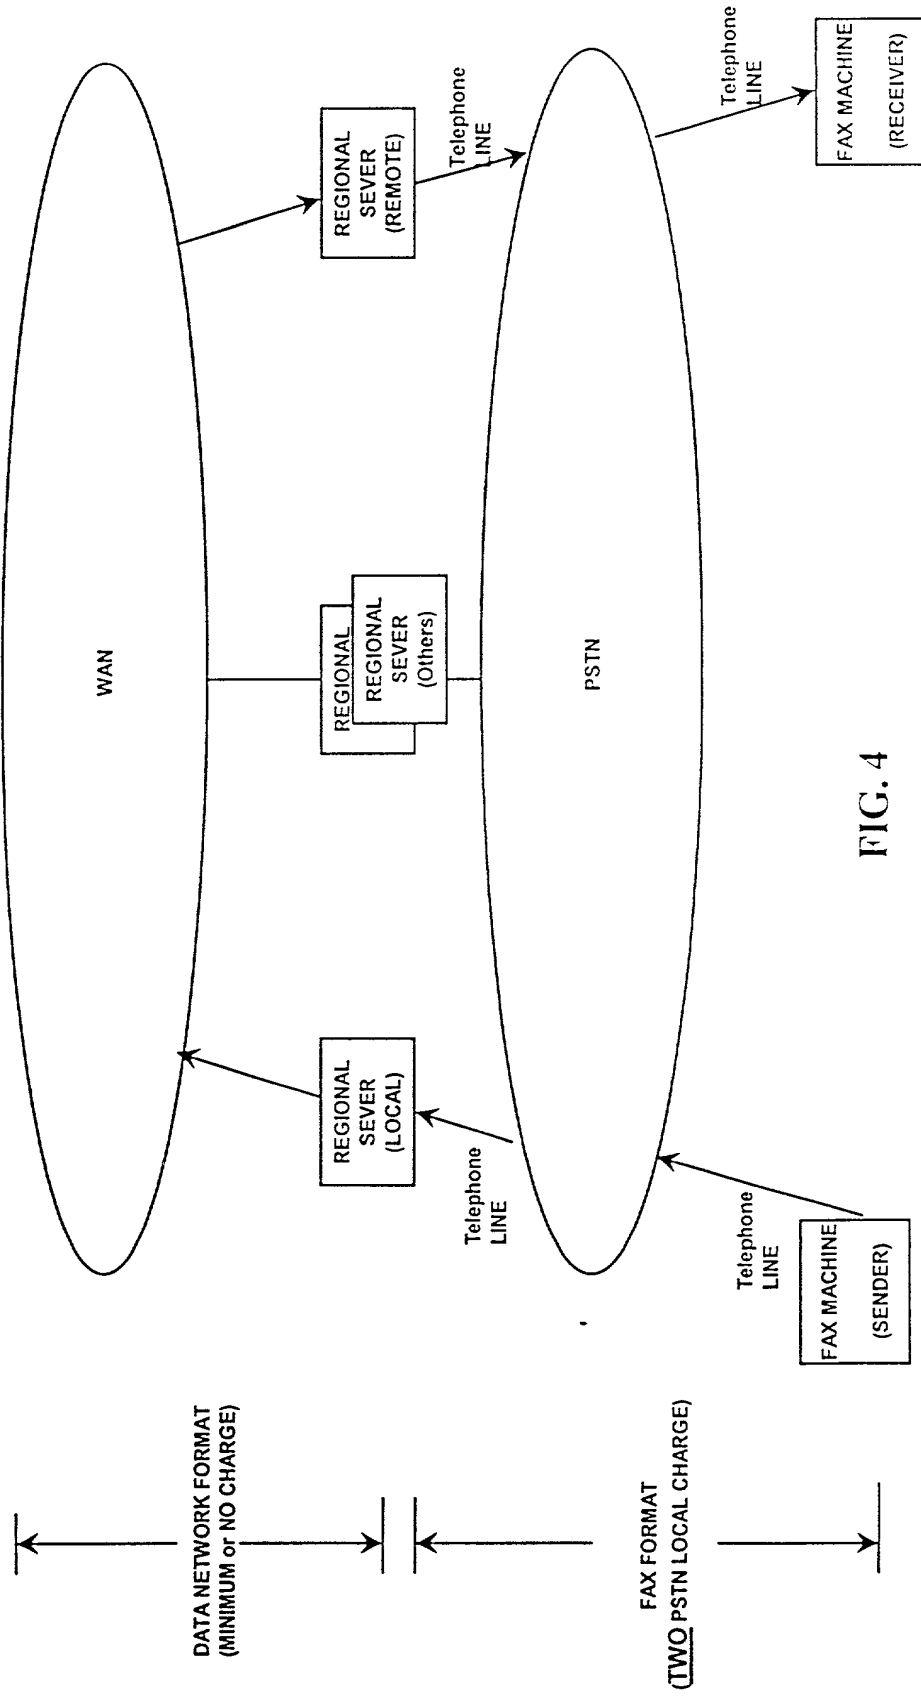 DATA NETWORK FORMAT
(MINIMUM or NO CHARGE)
FAX FORMAT
(TWO PSTN LOCAL CHARGE)
WAN
REGIONAL
SEVER
(LOCAL)
REGIONAL
REGIONAL
SEVER
(Others)
REGIONAL
SEVER
(REMOTE)
Telephone
LINE
Telephone
LINE
PSTN
Telephone
LINE
Telephone
LINE
FAX MACHINE
(SENDER)
FAX MACHINE
(RECEIVER)
FIG. 4